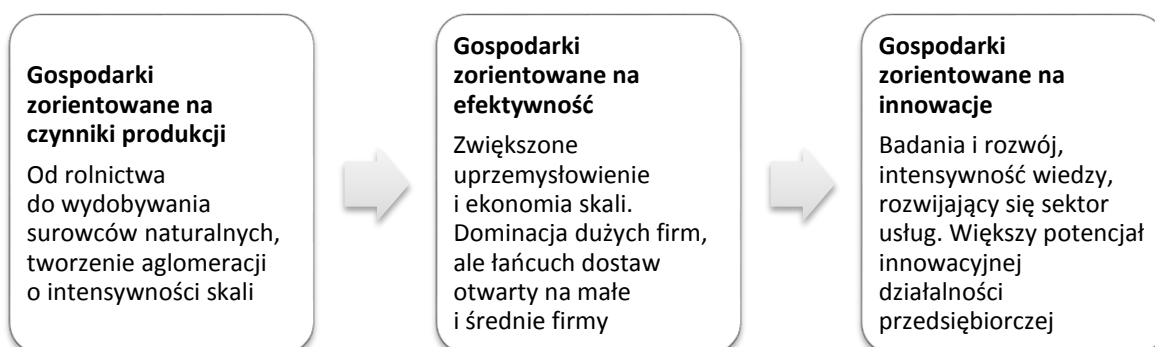 Gospodarki
zorientowane na
czynniki produkcji
Od rolnictwa
do wydobywania
surowców naturalnych,
tworzenie aglomeracji
o intensywności skali
Gospodarki
zorientowane na
efektywność
Zwiększone
uprzemysłowienie
i ekonomia skali.
Dominacja dużych firm,
ale łańcuch dostaw
otwarty na małe
i średnie firmy
Gospodarki
zorientowane na
innowacje
Badania i rozwój,
intensywność wiedzy,
rozwijający się sektor
usług. Większy potencjał
innowacyjnej
działalności
przedsiębiorczej